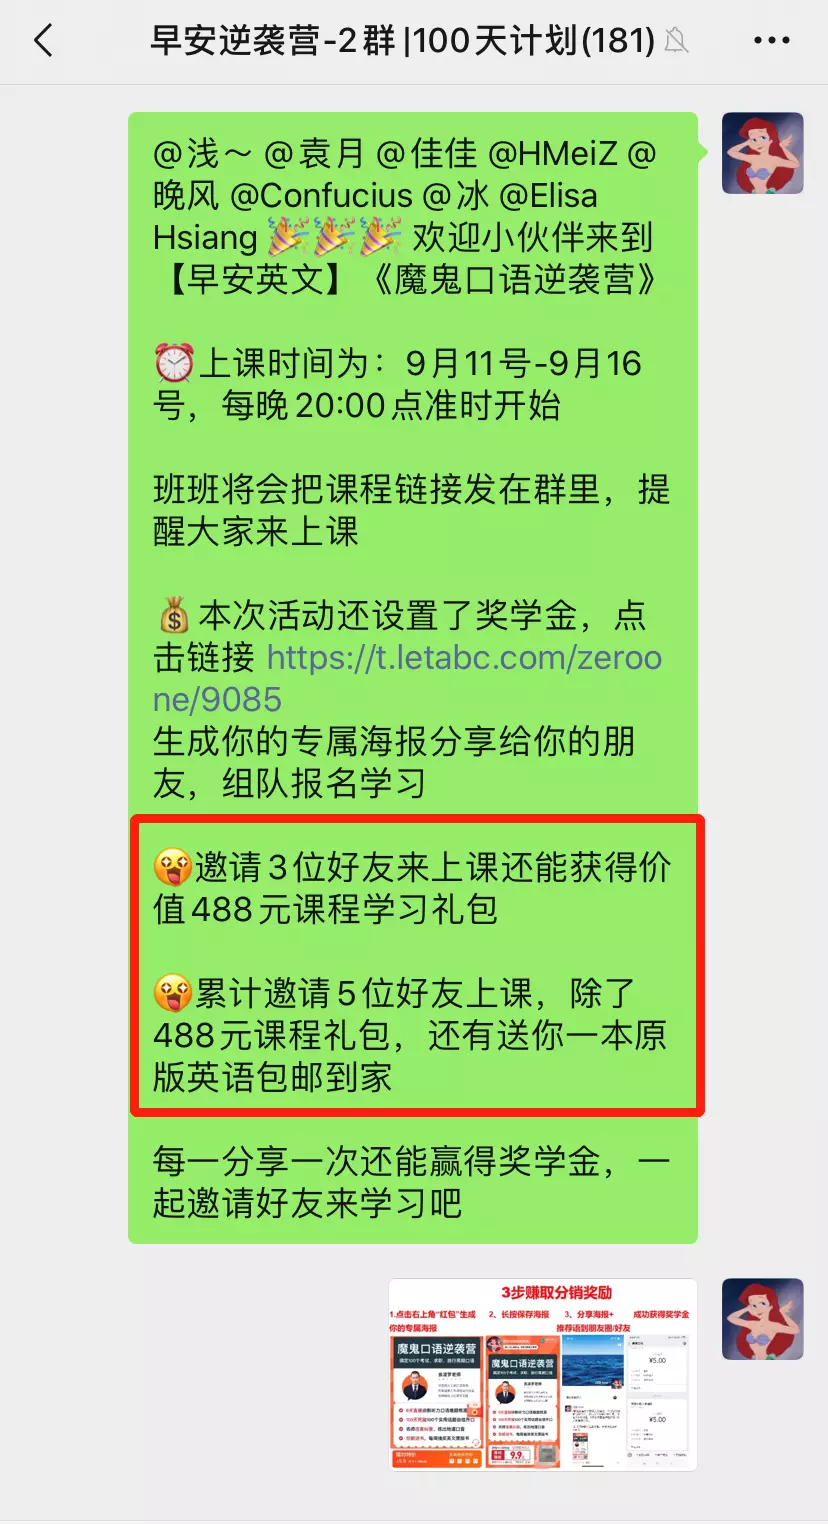 早安逆袭营-2群|100天计划(181)
@浅～ @袁月 @佳佳 @HMeiZ @
晚风 @Confucius @冰 @Elisa
Hsiang 🎉🎉🎉 欢迎小伙伴来到
【早安英文】《魔鬼口语逆袭营》
⏰上课时间为：9月11号-9月16
号，每晚20:00点准时开始
班班将会把课程链接发在群里，提
醒大家来上课
💰本次活动还设置了奖学金，点
击链接 https://t.letabc.com/zeroo
ne/9085
生成你的专属海报分享给你的朋
友，组队报名学习
🤩邀请3位好友来上课还能获得价
值488元课程学习礼包
🤩累计邀请5位好友上课，除了
488元课程礼包，还有送你一本原
版英语包邮到家
每一分享一次还能赢得奖学金，一
起邀请好友来学习吧
3步赚取分销奖励
1.点击右上角“红包”生成
你的专属海报
2、长按保存海报
3、分享海报+
推荐语到朋友圈/好友
成功获得奖学金
魔鬼口语逆袭营
魔鬼口语逆袭营
¥5.00
¥5.00
9.9